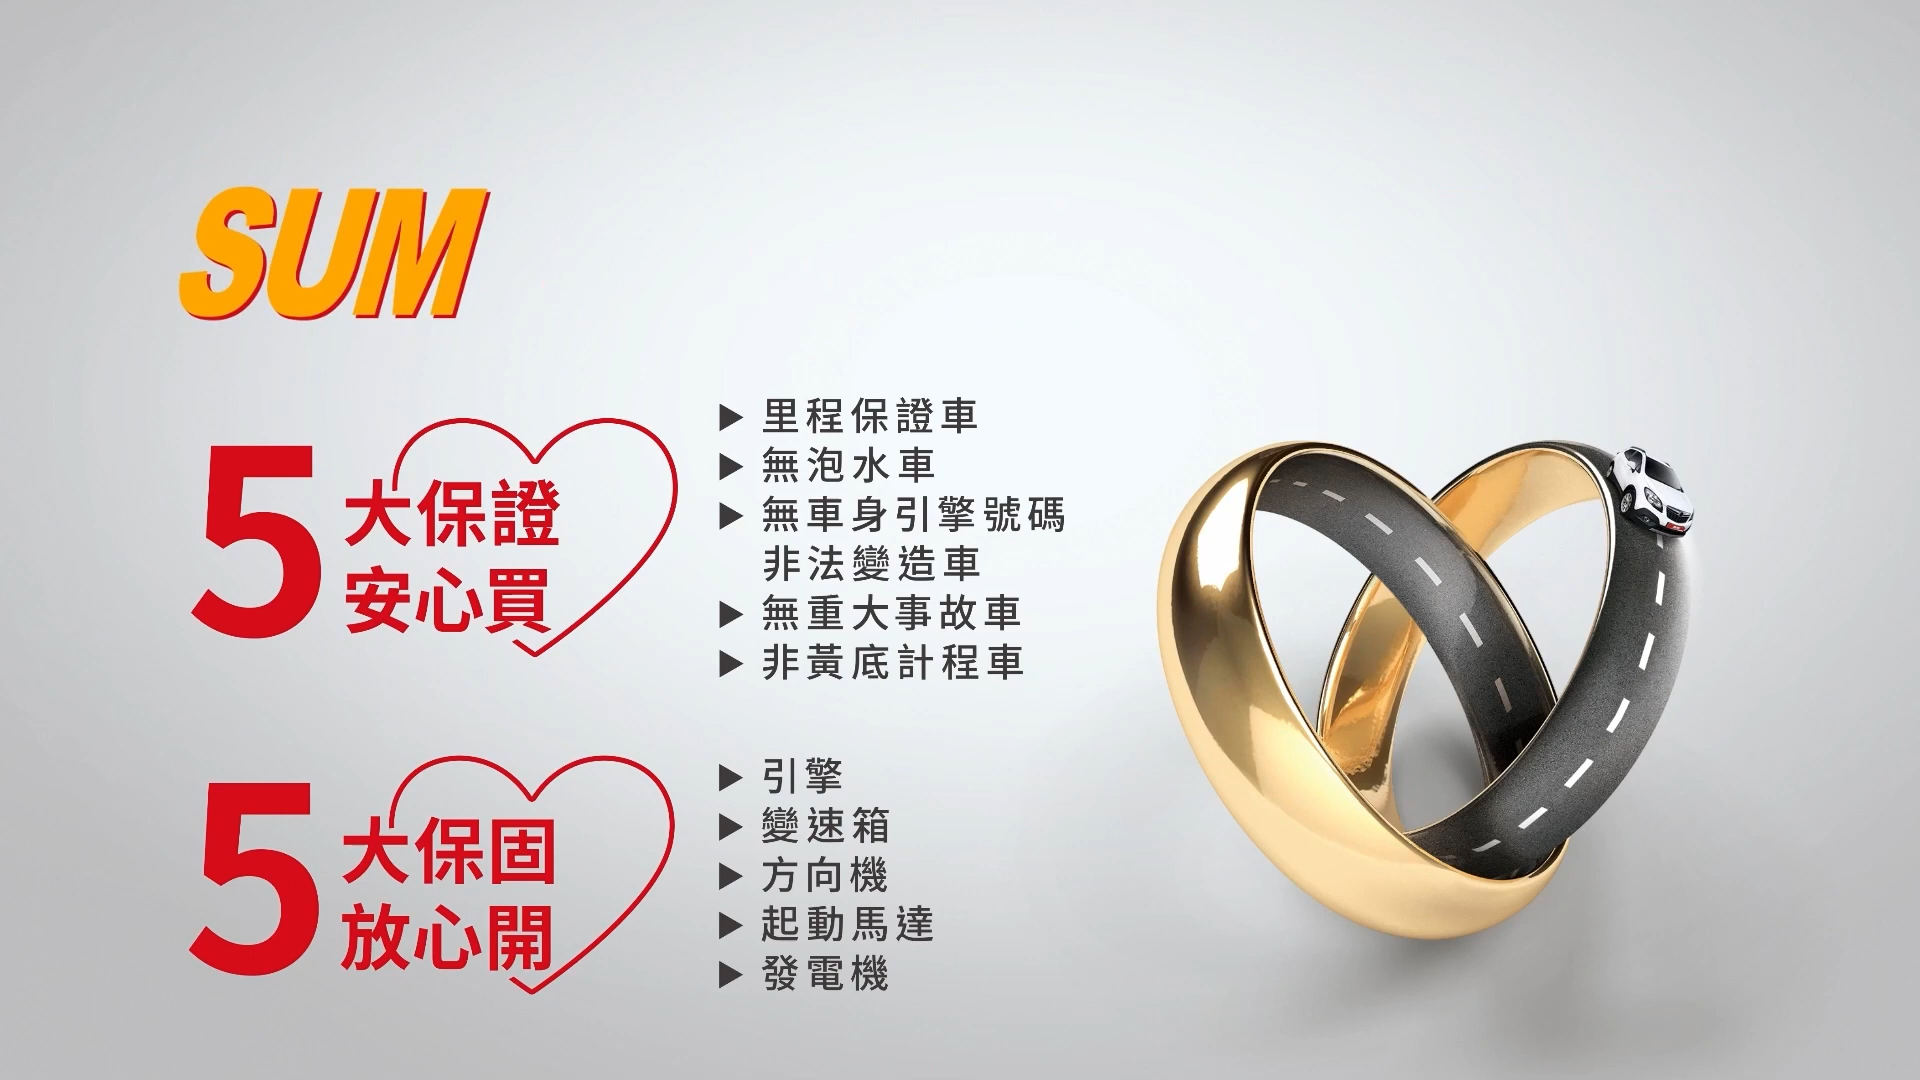 SUM
5
大保證
安心買
▶ 里程保證車
▶ 無泡水車
▶ 無車身引擎號碼
非法變造車
▶ 無重大事故車
▶ 非黃底計程車
5
大保固
放心開
▶ 引擎
▶ 變速箱
▶ 方向機
▶ 起動馬達
▶ 發電機